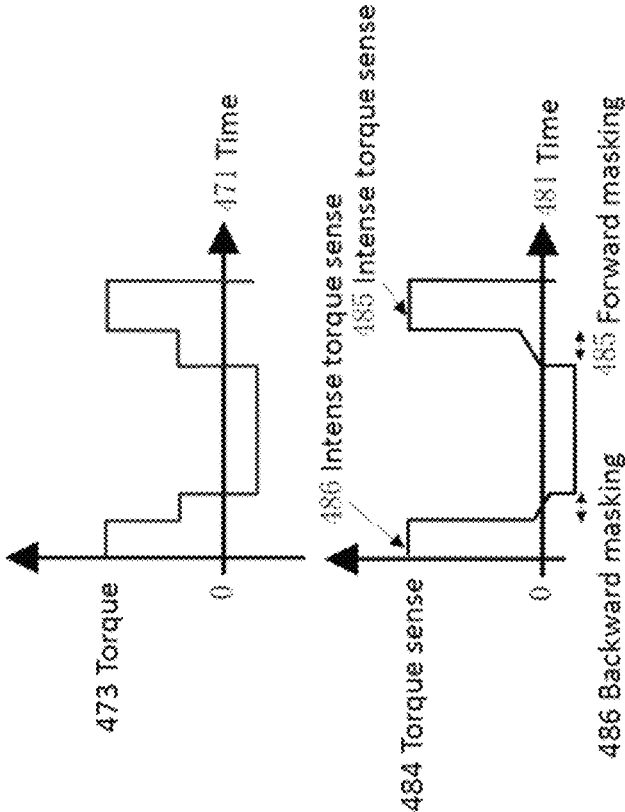 473 Torque
0
471 Time
486 Intense torque sense
485 Intense torque sense
484 Torque sense
0
481 Time
486 Backward masking
485 Forward masking